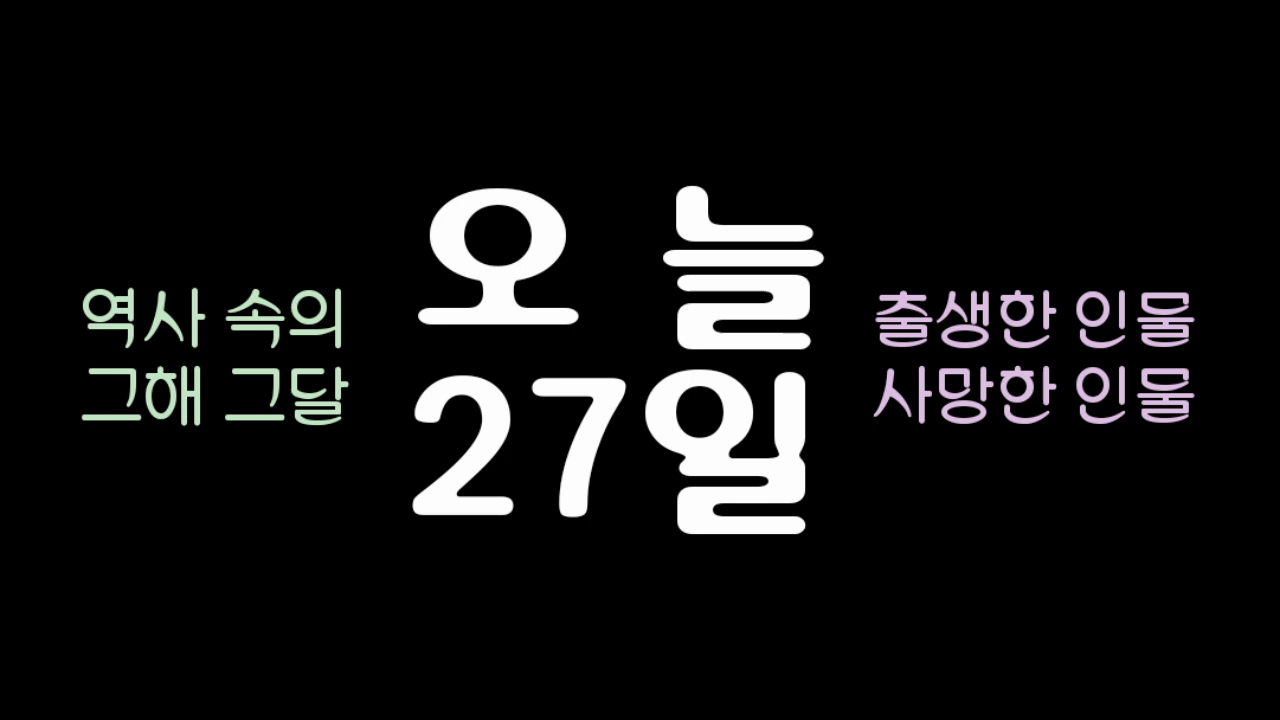 역사 속의
그해 그달
오 늘
27일
출생한 인물
사망한 인물